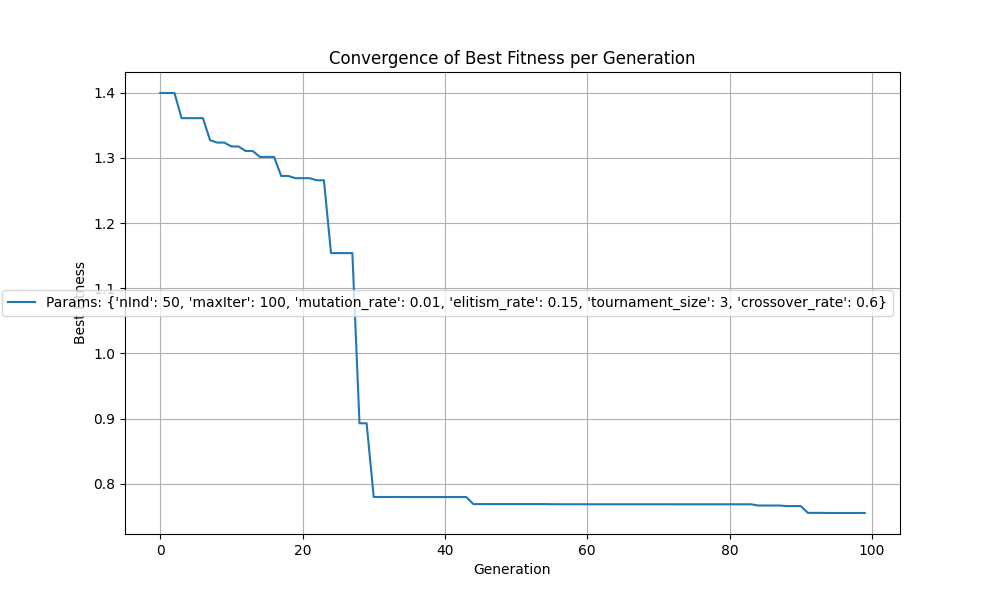 Convergence of Best Fitness per Generation
1.4
1.3
1.2
1.1
1.0
0.9
0.8
Best Fitness
Params: {'nInd': 50, 'maxIter': 100, 'mutation_rate': 0.01, 'elitism_rate': 0.15, 'tournament_size': 3, 'crossover_rate': 0.6}
0 20 40 60 80 100
Generation